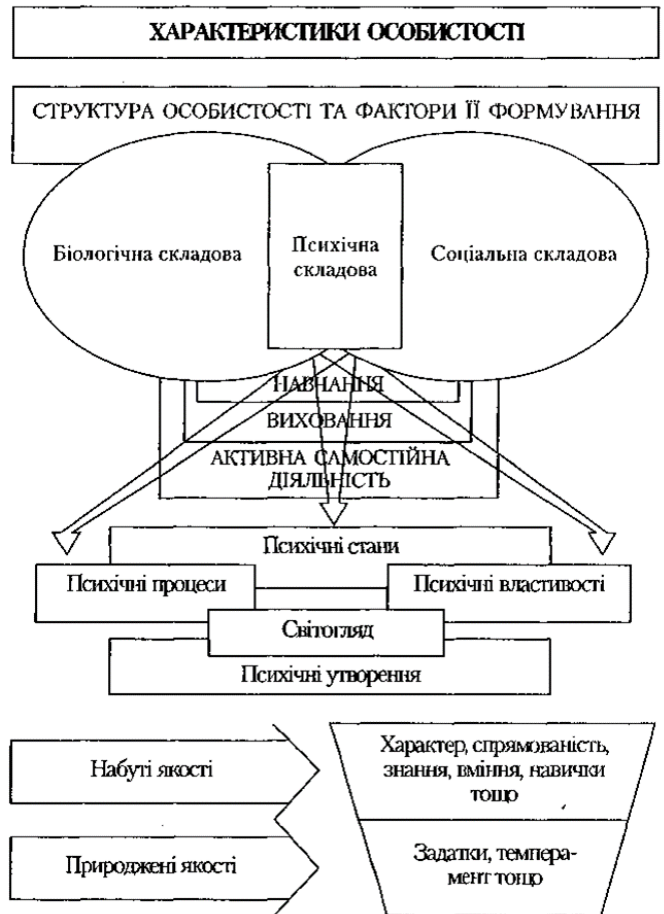 ХАРАКТЕРИСТИКИ ОСОБИСТОСТІ
СТРУКТУРА ОСОБИСТОСТІ ТА ФАКТОРИ ЇЇ ФОРМУВАННЯ
Біологічна складова
Психічна
складова
Соціальна складова
НАВЧАННЯ
ВИХОВАННЯ
АКТИВНА САМОСТІЙНА
ДІЯЛЬНІСТЬ
Психічні стани
Психічні процеси
Психічні властивості
Світогляд
Психічні утворення
Набуті якості
Характер, спрямованість,
знання, вміння, навички
тощо
Природжені якості
Задатки, темпера-
мент тощо